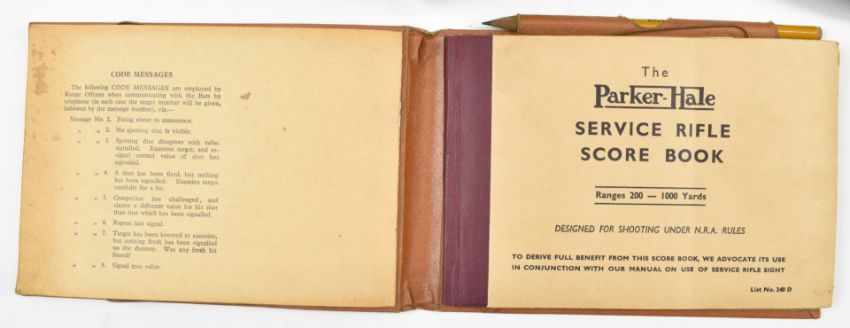 CODE MESSAGES
The following CODE MESSAGES are employed by
Range Officers when communicating with the Butt by
telephone (in each case the target number will be given,
followed by the message number), viz.—
Message No. 1. Firing about to commence.
„ „ 2. No spotting disc is visible.
„ „ 3. Spotting disc disagrees with value
signalled. Examine target, and re-
signal correct value of shot last
signalled.
„ „ 4. A shot has been fired, but nothing
has been signalled. Examine target
carefully for a hit.
„ „ 5. Competitor has challenged, and
claims a different value for his shot
than that which has been signalled.
„ „ 6. Repeat last signal.
„ „ 7. Target has been lowered to examine,
but nothing fresh has been signalled
on the dummy. Was any fresh hit
found?
„ „ 8. Signal true value.
The
Parker-Hale
SERVICE RIFLE
SCORE BOOK
Ranges 200 — 1000 Yards
DESIGNED FOR SHOOTING UNDER N.R.A. RULES
TO DERIVE FULL BENEFIT FROM THIS SCORE BOOK, WE ADVOCATE ITS USE
IN CONJUNCTION WITH OUR MANUAL ON USE OF SERVICE RIFLE SIGHT
List No. 240 D